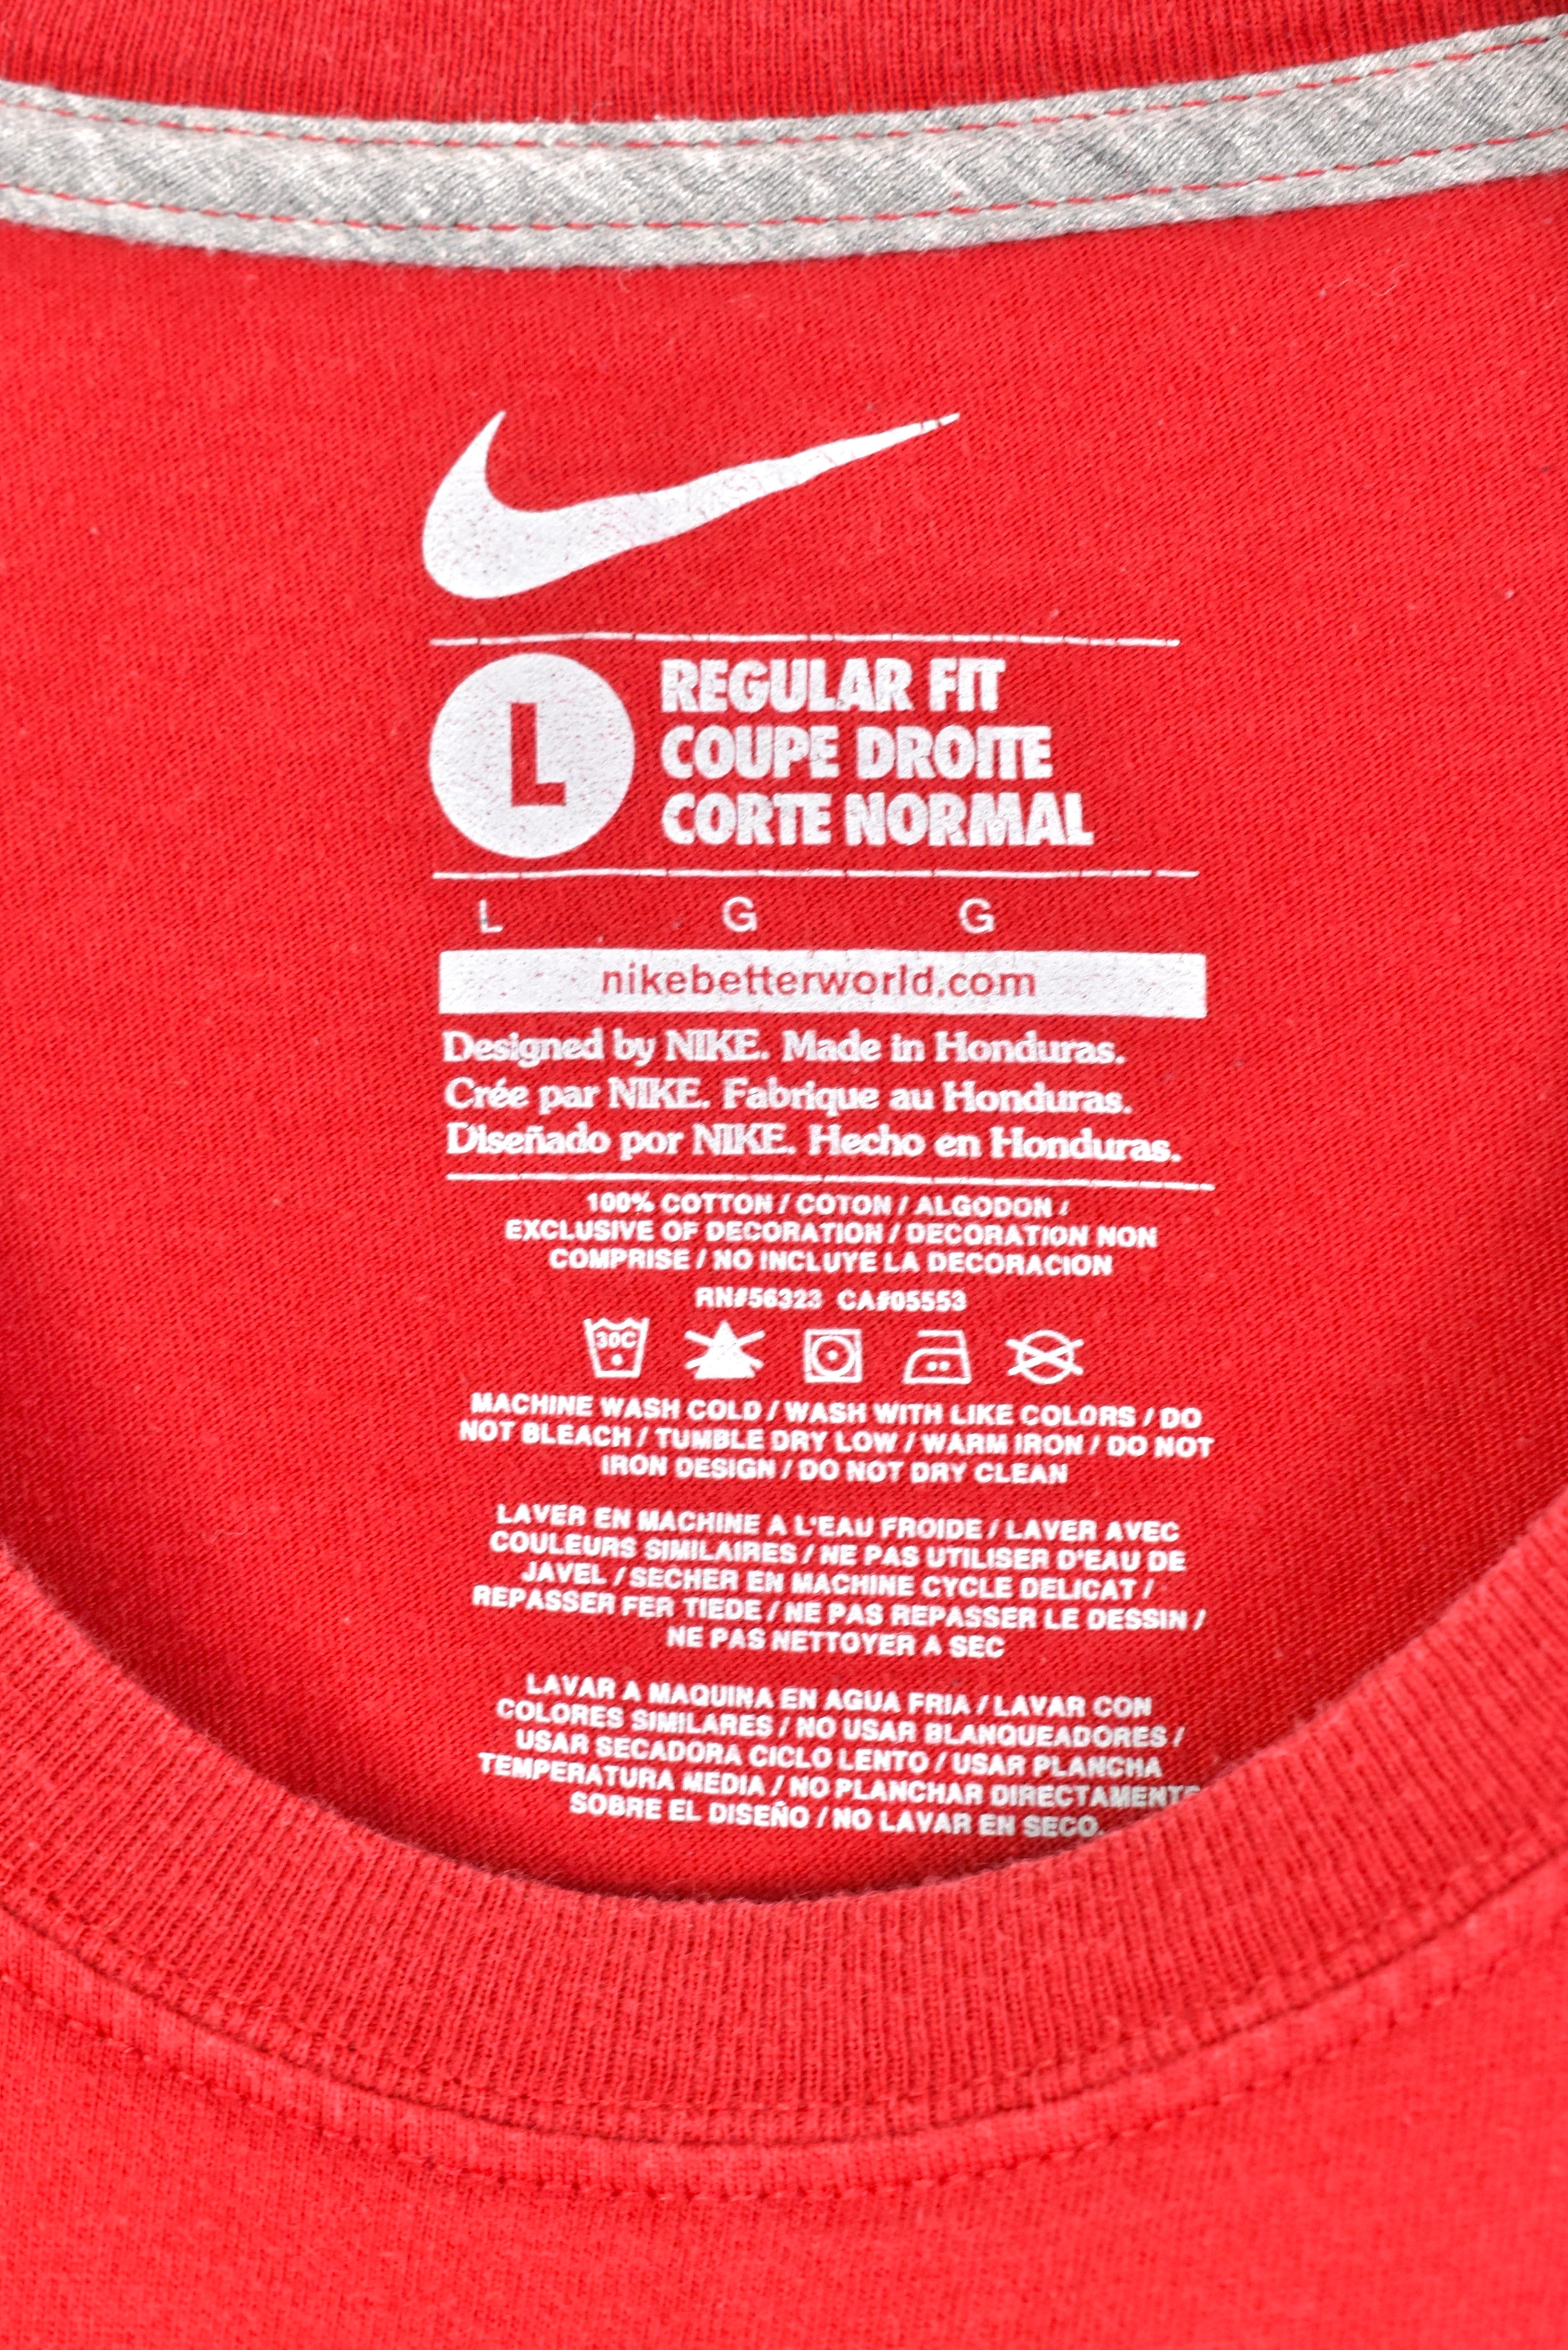 L
REGULAR FIT
COUPE DROITE
CORTE NORMAL
L G G
nikebetterworld.com
Designed by NIKE. Made in Honduras.
Crée par NIKE. Fabrique au Honduras.
Diseñado por NIKE. Hecho en Honduras.
100% COTTON / COTON / ALGODON /
EXCLUSIVE OF DECORATION / DECORATION NON
COMPRISE / NO INCLUYE LA DECORACION
RN#56323 CA#05553
30C
MACHINE WASH COLD / WASH WITH LIKE COLORS / DO
NOT BLEACH / TUMBLE DRY LOW / WARM IRON / DO NOT
IRON DESIGN / DO NOT DRY CLEAN
LAVER EN MACHINE A L'EAU FROIDE / LAVER AVEC
COULEURS SIMILAIRES / NE PAS UTILISER D'EAU DE
JAVEL / SECHER EN MACHINE CYCLE DELICAT /
REPASSER FER TIEDE / NE PAS REPASSER LE DESSIN /
NE PAS NETTOYER A SEC
LAVAR A MAQUINA EN AGUA FRIA / LAVAR CON
COLORES SIMILARES / NO USAR BLANQUEADORES /
USAR SECADORA CICLO LENTO / USAR PLANCHA
TEMPERATURA MEDIA / NO PLANCHAR DIRECTAMENTE
SOBRE EL DISEÑO / NO LAVAR EN SECO.